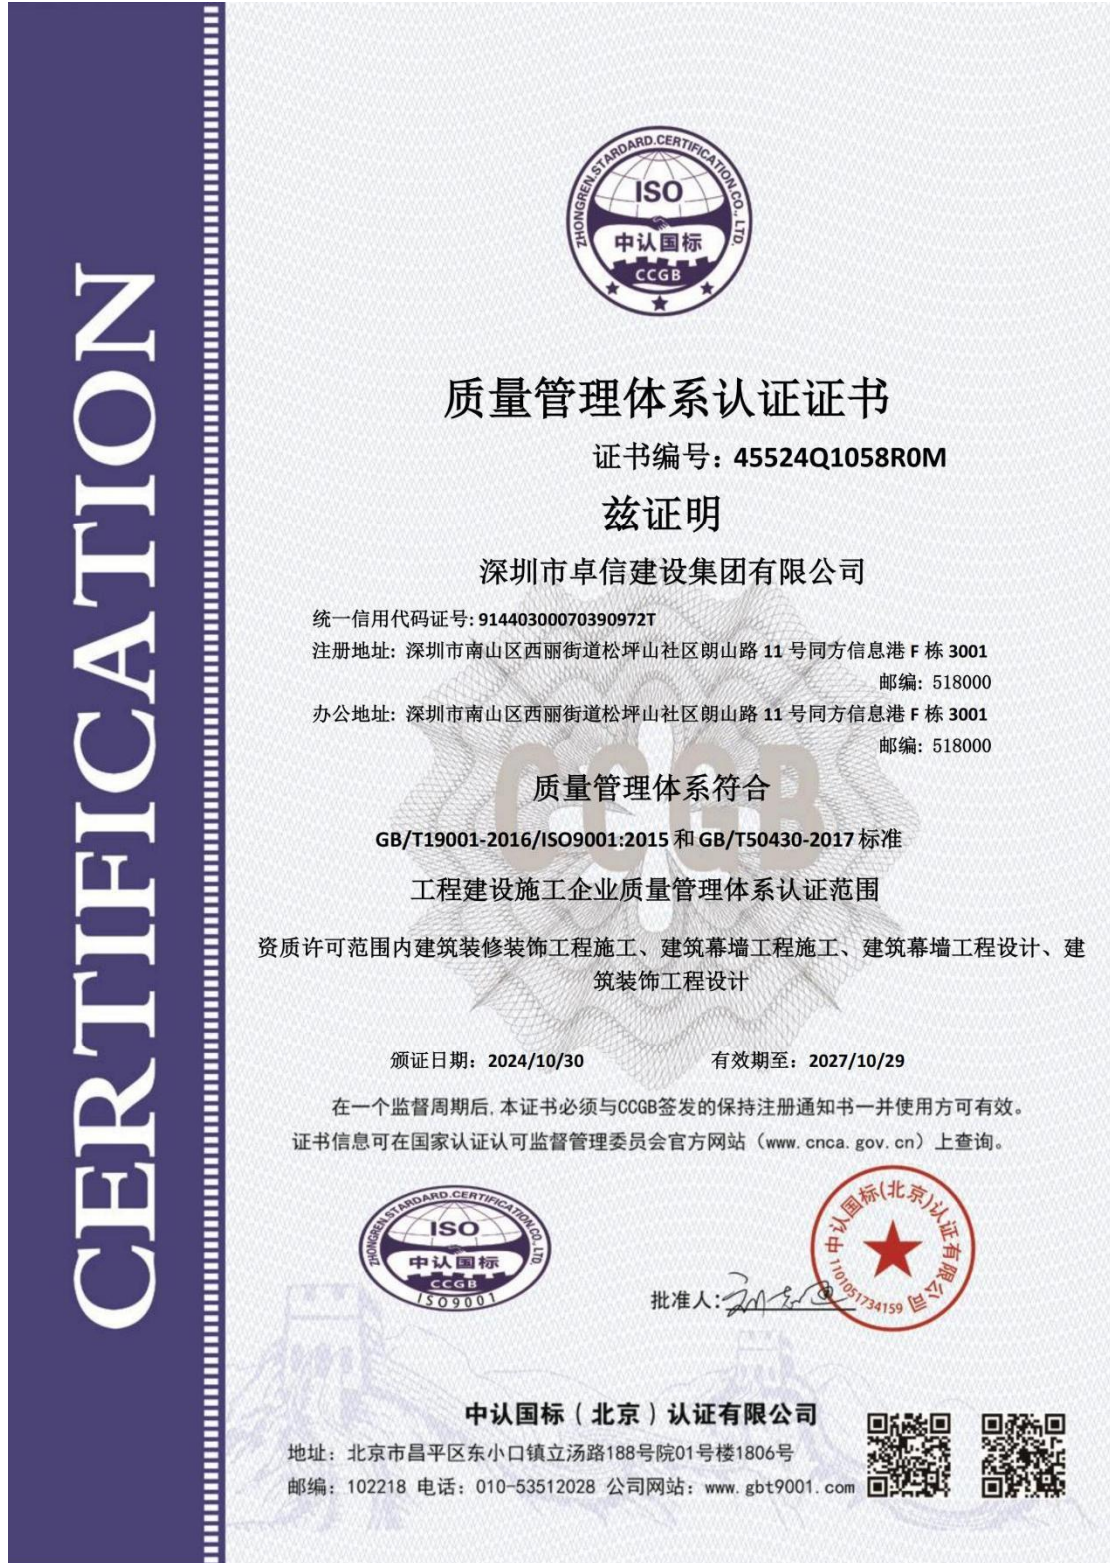 CERTIFICATION
ZHONGREN.STARDARD.CERTIFICATION.CO., LTD.
ISO
中认国标
CCGB
质量管理体系认证证书
证书编号：45524Q1058R0M
兹证明
深圳市卓信建设集团有限公司
统一信用代码证号: 91440300070390972T
注册地址: 深圳市南山区西丽街道松坪山社区朗山路 11 号同方信息港 F 栋 3001
邮编: 518000
办公地址: 深圳市南山区西丽街道松坪山社区朗山路 11 号同方信息港 F 栋 3001
邮编: 518000
CCGB
质量管理体系符合
GB/T19001-2016/ISO9001:2015 和 GB/T50430-2017 标准
工程建设施工企业质量管理体系认证范围
资质许可范围内建筑装修装饰工程施工、建筑幕墙工程施工、建筑幕墙工程设计、建
筑装饰工程设计
颁证日期：2024/10/30 有效期至：2027/10/29
在一个监督周期后,本证书必须与CCGB签发的保持注册通知书一并使用方可有效。
证书信息可在国家认证认可监督管理委员会官方网站（www.cnca.gov.cn）上查询。
ZHONGREN.STARDARD.CERTIFICATION.CO., LTD.
ISO
中认国标
CCGB
ISO9001
批准人:
中认国标(北京)认证有限公司
1101051734159
中认国标（北京）认证有限公司
地址：北京市昌平区东小口镇立汤路188号院01号楼1806号
邮编：102218 电话：010-53512028 公司网站：www.gbt9001.com